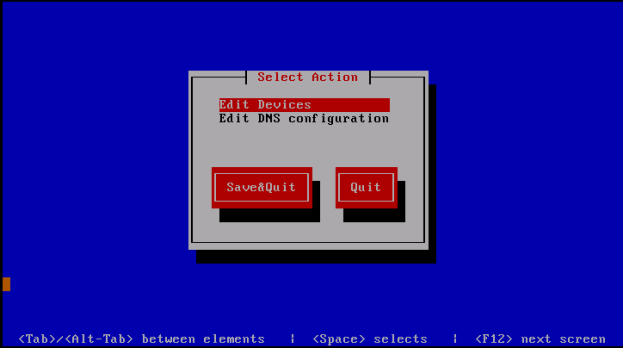 Select Action
Edit Devices
Edit DNS configuration
Save&Quit Quit
<Tab>/<Alt-Tab> between elements | <Space> selects | <F12> next screen